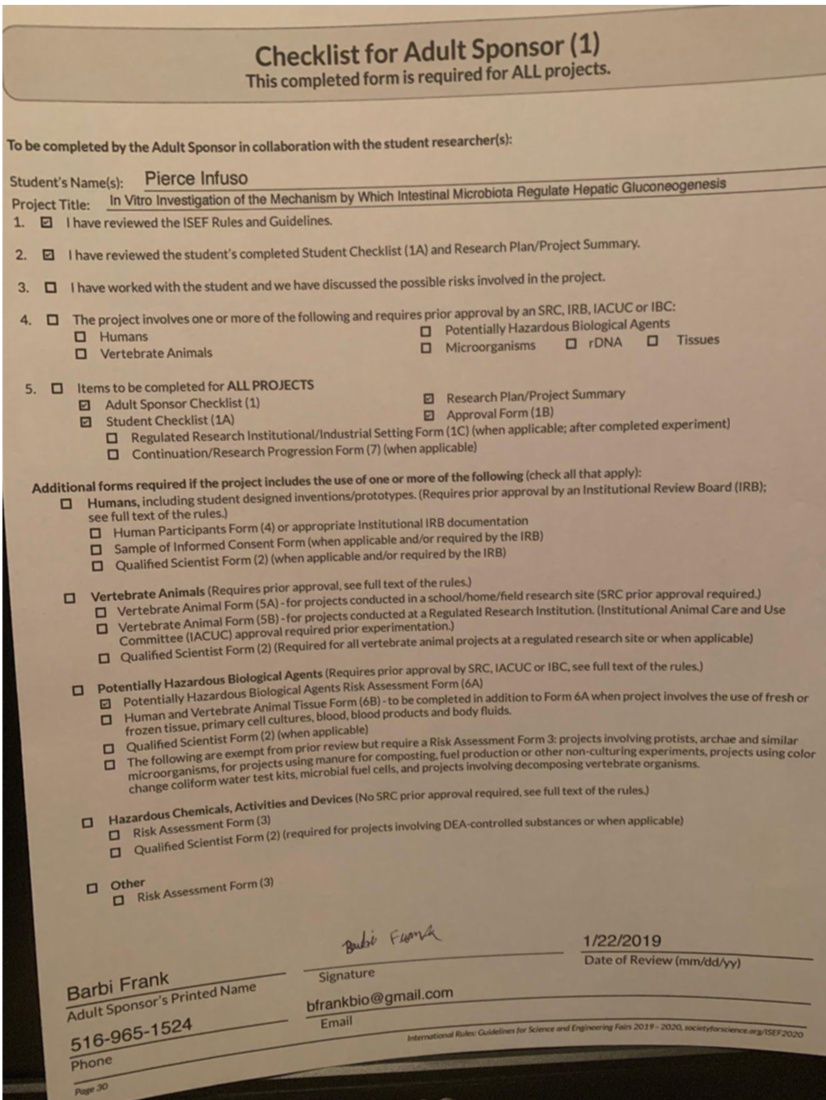 Checklist for Adult Sponsor (1)
This completed form is required for ALL projects.
To be completed by the Adult Sponsor in collaboration with the student researcher(s):
Student's Name(s): Pierce Infuso
Project Title: In Vitro Investigation of the Mechanism by Which Intestinal Microbiota Regulate Hepatic Gluconeogenesis
1. ☑ I have reviewed the ISEF Rules and Guidelines.
2. ☑ I have reviewed the student's completed Student Checklist (1A) and Research Plan/Project Summary.
3. ☐ I have worked with the student and we have discussed the possible risks involved in the project.
4. ☐ The project involves one or more of the following and requires prior approval by an SRC, IRB, IACUC or IBC:
☐ Humans ☐ Potentially Hazardous Biological Agents
☐ Vertebrate Animals ☐ Microorganisms ☐ rDNA ☐ Tissues
5. ☐ Items to be completed for ALL PROJECTS
☑ Adult Sponsor Checklist (1) ☑ Research Plan/Project Summary
☑ Student Checklist (1A) ☑ Approval Form (1B)
☐ Regulated Research Institutional/Industrial Setting Form (1C) (when applicable; after completed experiment)
☐ Continuation/Research Progression Form (7) (when applicable)
Additional forms required if the project includes the use of one or more of the following (check all that apply):
☐ Humans, including student designed inventions/prototypes. (Requires prior approval by an Institutional Review Board (IRB);
see full text of the rules.)
☐ Human Participants Form (4) or appropriate Institutional IRB documentation
☐ Sample of Informed Consent Form (when applicable and/or required by the IRB)
☐ Qualified Scientist Form (2) (when applicable and/or required by the IRB)
☐ Vertebrate Animals (Requires prior approval, see full text of the rules.)
☐ Vertebrate Animal Form (5A) - for projects conducted in a school/home/field research site (SRC prior approval required.)
☐ Vertebrate Animal Form (5B) - for projects conducted at a Regulated Research Institution. (Institutional Animal Care and Use
Committee (IACUC) approval required prior experimentation.)
☐ Qualified Scientist Form (2) (Required for all vertebrate animal projects at a regulated research site or when applicable)
☐ Potentially Hazardous Biological Agents (Requires prior approval by SRC, IACUC or IBC, see full text of the rules.)
☑ Potentially Hazardous Biological Agents Risk Assessment Form (6A)
☐ Human and Vertebrate Animal Tissue Form (6B) - to be completed in addition to Form 6A when project involves the use of fresh or
frozen tissue, primary cell cultures, blood, blood products and body fluids.
☐ Qualified Scientist Form (2) (when applicable)
☐ The following are exempt from prior review but require a Risk Assessment Form 3: projects involving protists, archae and similar
microorganisms, for projects using manure for composting, fuel production or other non-culturing experiments, projects using color
change coliform water test kits, microbial fuel cells, and projects involving decomposing vertebrate organisms.
☐ Hazardous Chemicals, Activities and Devices (No SRC prior approval required, see full text of the rules.)
☐ Risk Assessment Form (3)
☐ Qualified Scientist Form (2) (required for projects involving DEA-controlled substances or when applicable)
☐ Other
☐ Risk Assessment Form (3)
Barbi Frank Barbi Frank 1/22/2019
Adult Sponsor's Printed Name Signature Date of Review (mm/dd/yy)
516-965-1524 bfrankbio@gmail.com
Phone Email
International Rules: Guidelines for Science and Engineering Fairs 2019 - 2020, societyforscience.org/ISEF2020
Page 30